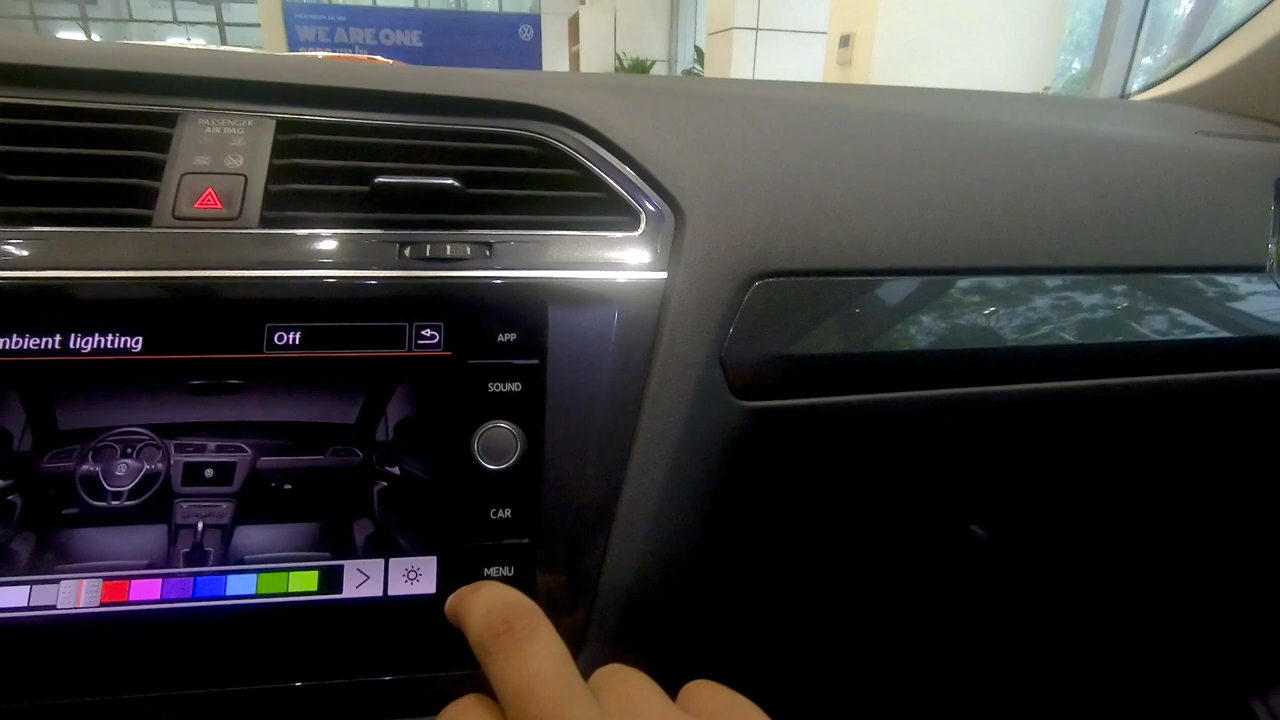 WE ARE ONE
PASSENGER
AIR BAG
mbient lighting
Off
APP
SOUND
CAR
MENU